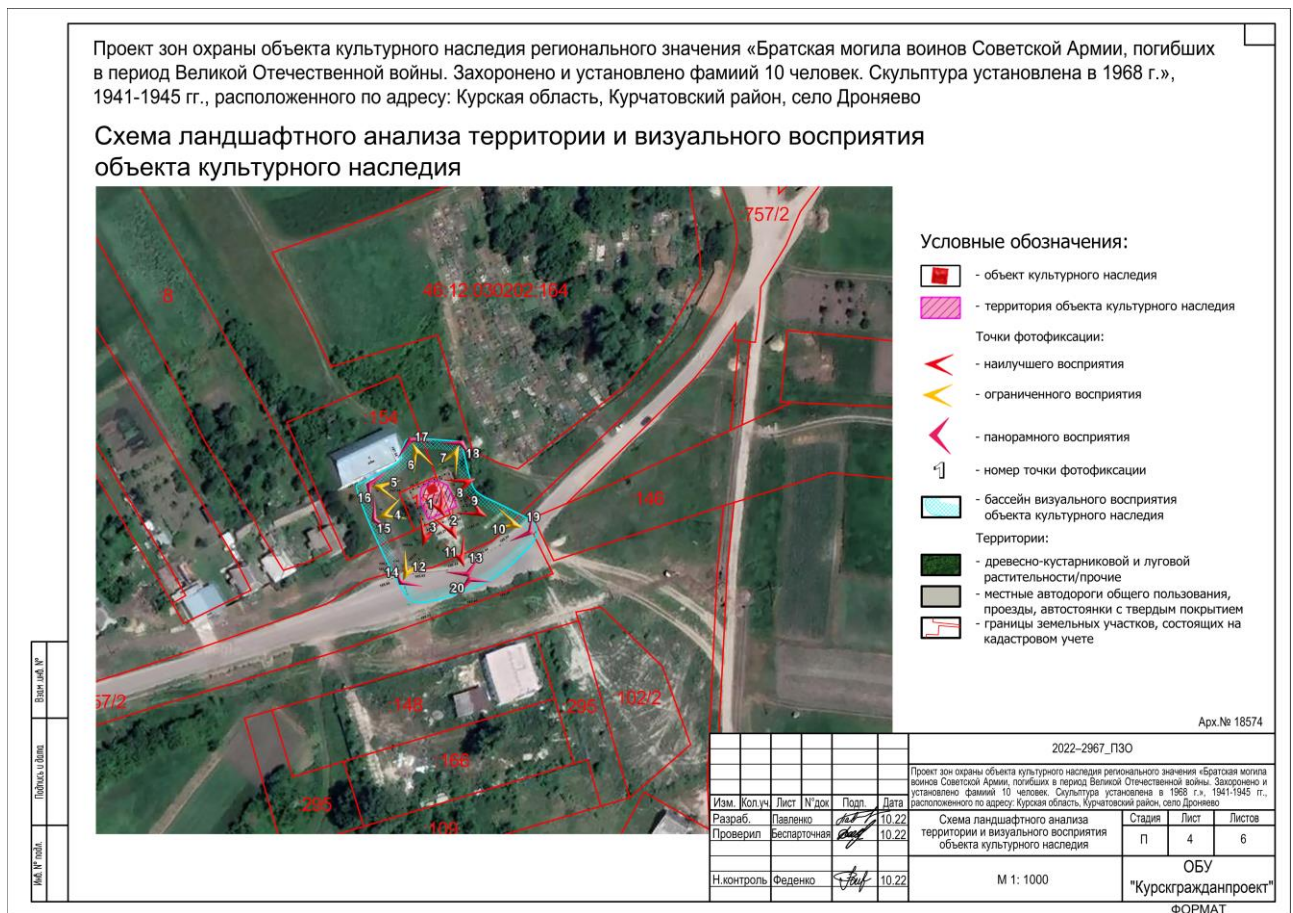 Проект зон охраны объекта культурного наследия регионального значения «Братская могила воинов Советской Армии, погибших
в период Великой Отечественной войны. Захоронено и установлено фамиий 10 человек. Скульптура установлена в 1968 г.»,
1941-1945 гг., расположенного по адресу: Курская область, Курчатовский район, село Дроняево
Схема ландшафтного анализа территории и визуального восприятия
объекта культурного наследия
757/2
8
46:12:030202:164
154
17
18
6
7
5
16
8
1
4
9
15
2
3
10
19
146
11
13
12
14
20
57/2
148
295
102/2
166
295
109
Условные обозначения:
- объект культурного наследия
- территория объекта культурного наследия
Точки фотофиксации:
- наилучшего восприятия
- ограниченного восприятия
- панорамного восприятия
1 - номер точки фотофиксации
- бассейн визуального восприятия
объекта культурного наследия
Территории:
- древесно-кустарниковой и луговой
растительности/прочие
- местные автодороги общего пользования,
проезды, автостоянки с твердым покрытием
- границы земельных участков, состоящих на
кадастровом учете
Арх.№ 18574
Взам. инв. №
Подпись и дата
Инв. № подл.
2022–2967_ПЗО
Проект зон охраны объекта культурного наследия регионального значения «Братская могила
воинов Советской Армии, погибших в период Великой Отечественной войны. Захоронено и
установлено фамиий 10 человек. Скульптура установлена в 1968 г.», 1941-1945 гг.,
расположенного по адресу: Курская область, Курчатовский район, село Дроняево
Изм. Кол.уч. Лист №док Подп. Дата
Разраб. Павленко 10.22
Проверил Беспарточная 10.22
Н.контроль Феденко 10.22
Схема ландшафтного анализа
территории и визуального восприятия
объекта культурного наследия
Стадия Лист Листов
П 4 6
М 1: 1000
ОБУ
"Курскгражданпроект"
ФОРМАТ